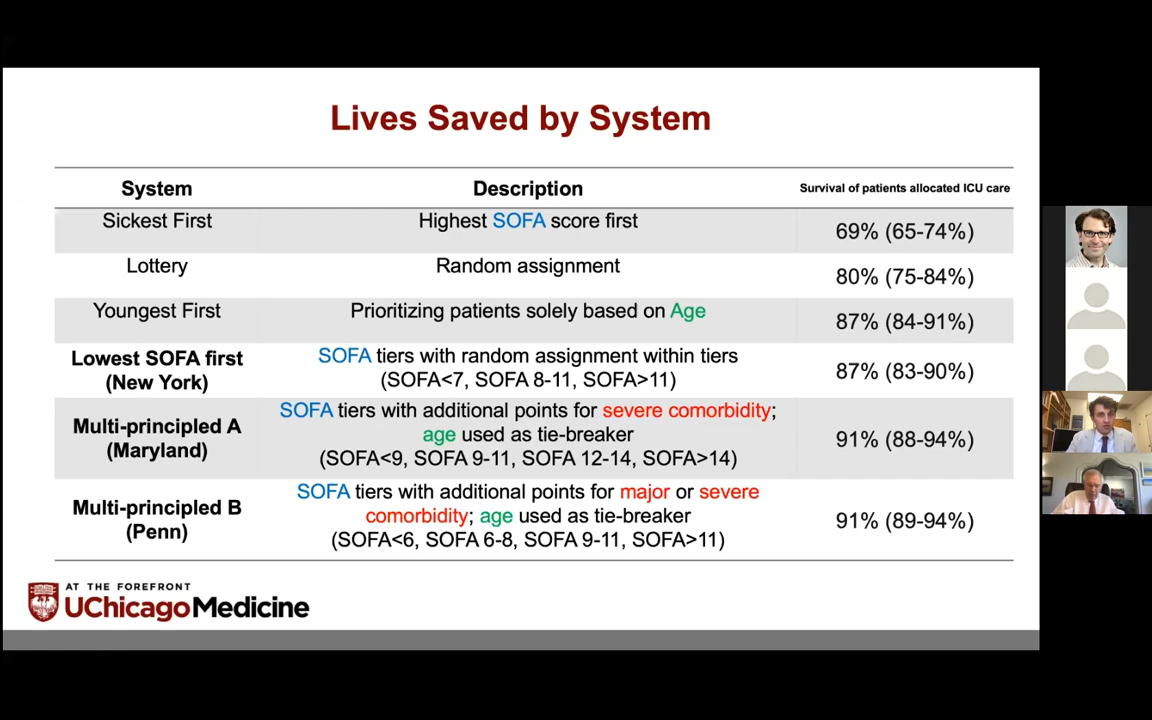 Lives Saved by System
System Description Survival of patients allocated ICU care
Sickest First Highest SOFA score first 69% (65-74%)
Lottery Random assignment 80% (75-84%)
Youngest First Prioritizing patients solely based on Age 87% (84-91%)
Lowest SOFA first
(New York)
SOFA tiers with random assignment within tiers
(SOFA<7, SOFA 8-11, SOFA>11)
87% (83-90%)
Multi-principled A
(Maryland)
SOFA tiers with additional points for severe comorbidity;
age used as tie-breaker
(SOFA<9, SOFA 9-11, SOFA 12-14, SOFA>14)
91% (88-94%)
Multi-principled B
(Penn)
SOFA tiers with additional points for major or severe
comorbidity; age used as tie-breaker
(SOFA<6, SOFA 6-8, SOFA 9-11, SOFA>11)
91% (89-94%)
AT THE FOREFRONT
UChicagoMedicine